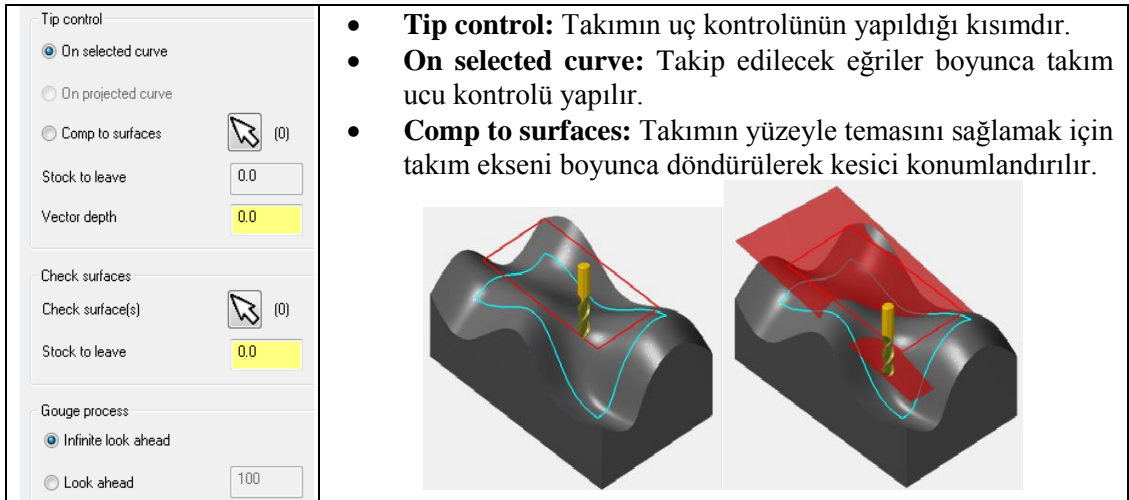 Tip control
On selected curve
On projected curve
Comp to surfaces (0)
Stock to leave 0.0
Vector depth 0.0
Check surfaces
Check surface(s) (0)
Stock to leave 0.0
Gouge process
Infinite look ahead
Look ahead 100
• Tip control: Takımın uç kontrolünün yapıldığı kısımdır.
• On selected curve: Takip edilecek eğriler boyunca takım
ucu kontrolü yapılır.
• Comp to surfaces: Takımın yüzeyle temasını sağlamak için
takım ekseni boyunca döndürülerek kesici konumlandırılır.